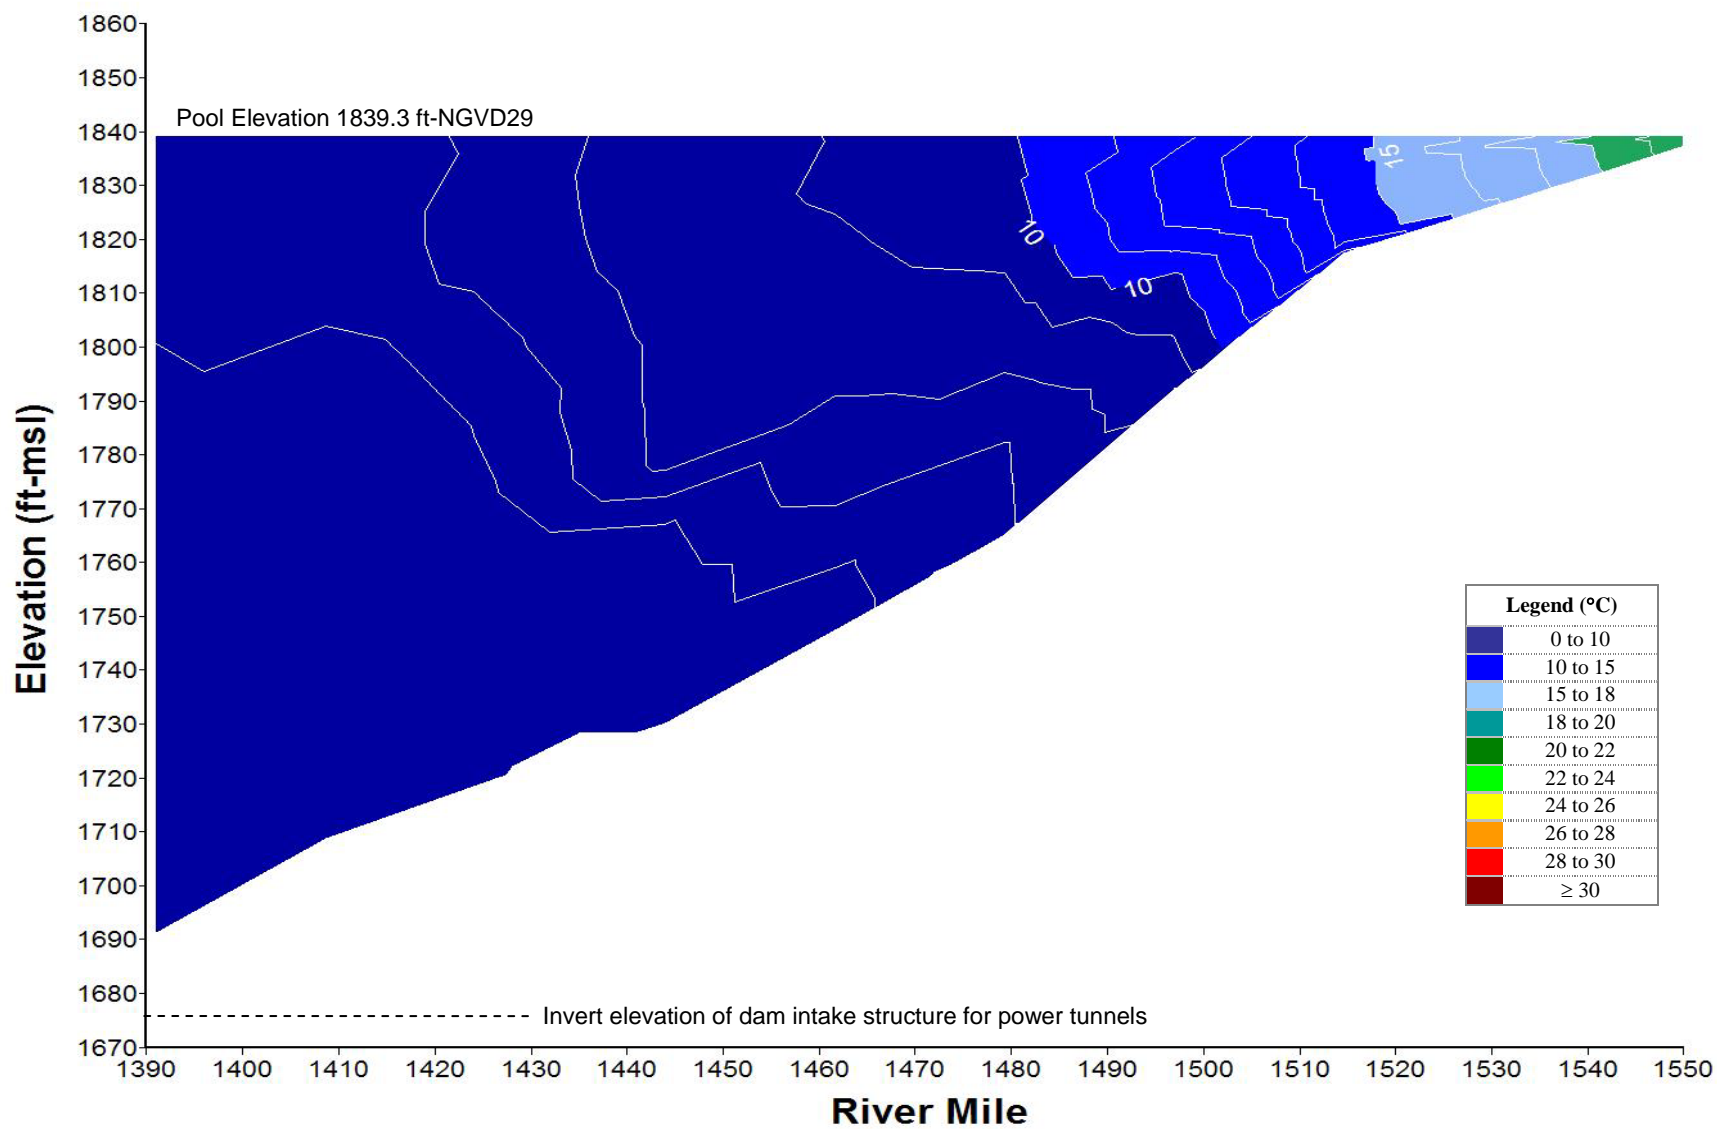 1860
1850
1840
1830
1820
1810
1800
1790
1780
1770
1760
1750
1740
1730
1720
1710
1700
1690
1680
1670
Elevation (ft-msl)
Pool Elevation 1839.3 ft-NGVD29
15
10
10
Legend (°C)
0 to 10
10 to 15
15 to 18
18 to 20
20 to 22
22 to 24
24 to 26
26 to 28
28 to 30
≥ 30
Invert elevation of dam intake structure for power tunnels
1390 1400 1410 1420 1430 1440 1450 1460 1470 1480 1490 1500 1510 1520 1530 1540 1550
River Mile